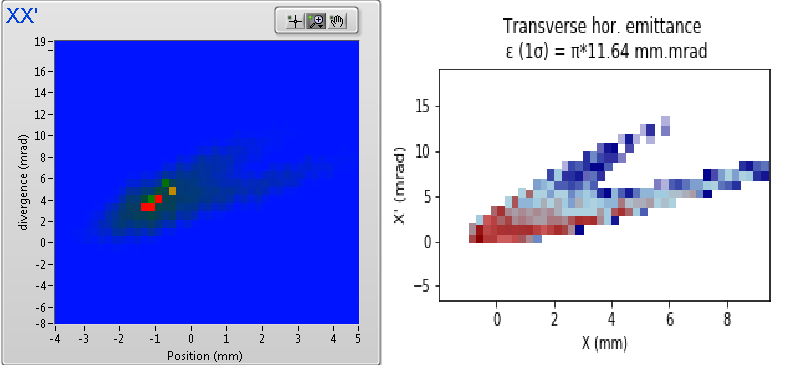 XX'
19
16
14
12
10
8
6
4
2
0
-2
-4
-6
-8
divergence (mrad)
-4 -3 -2 -1 0 1 2 3 4 5
Position (mm)
Transverse hor. emittance
ε (1σ) = π*11.64 mm.mrad
15
10
5
0
−5
X' (mrad)
0 2 4 6 8
X (mm)